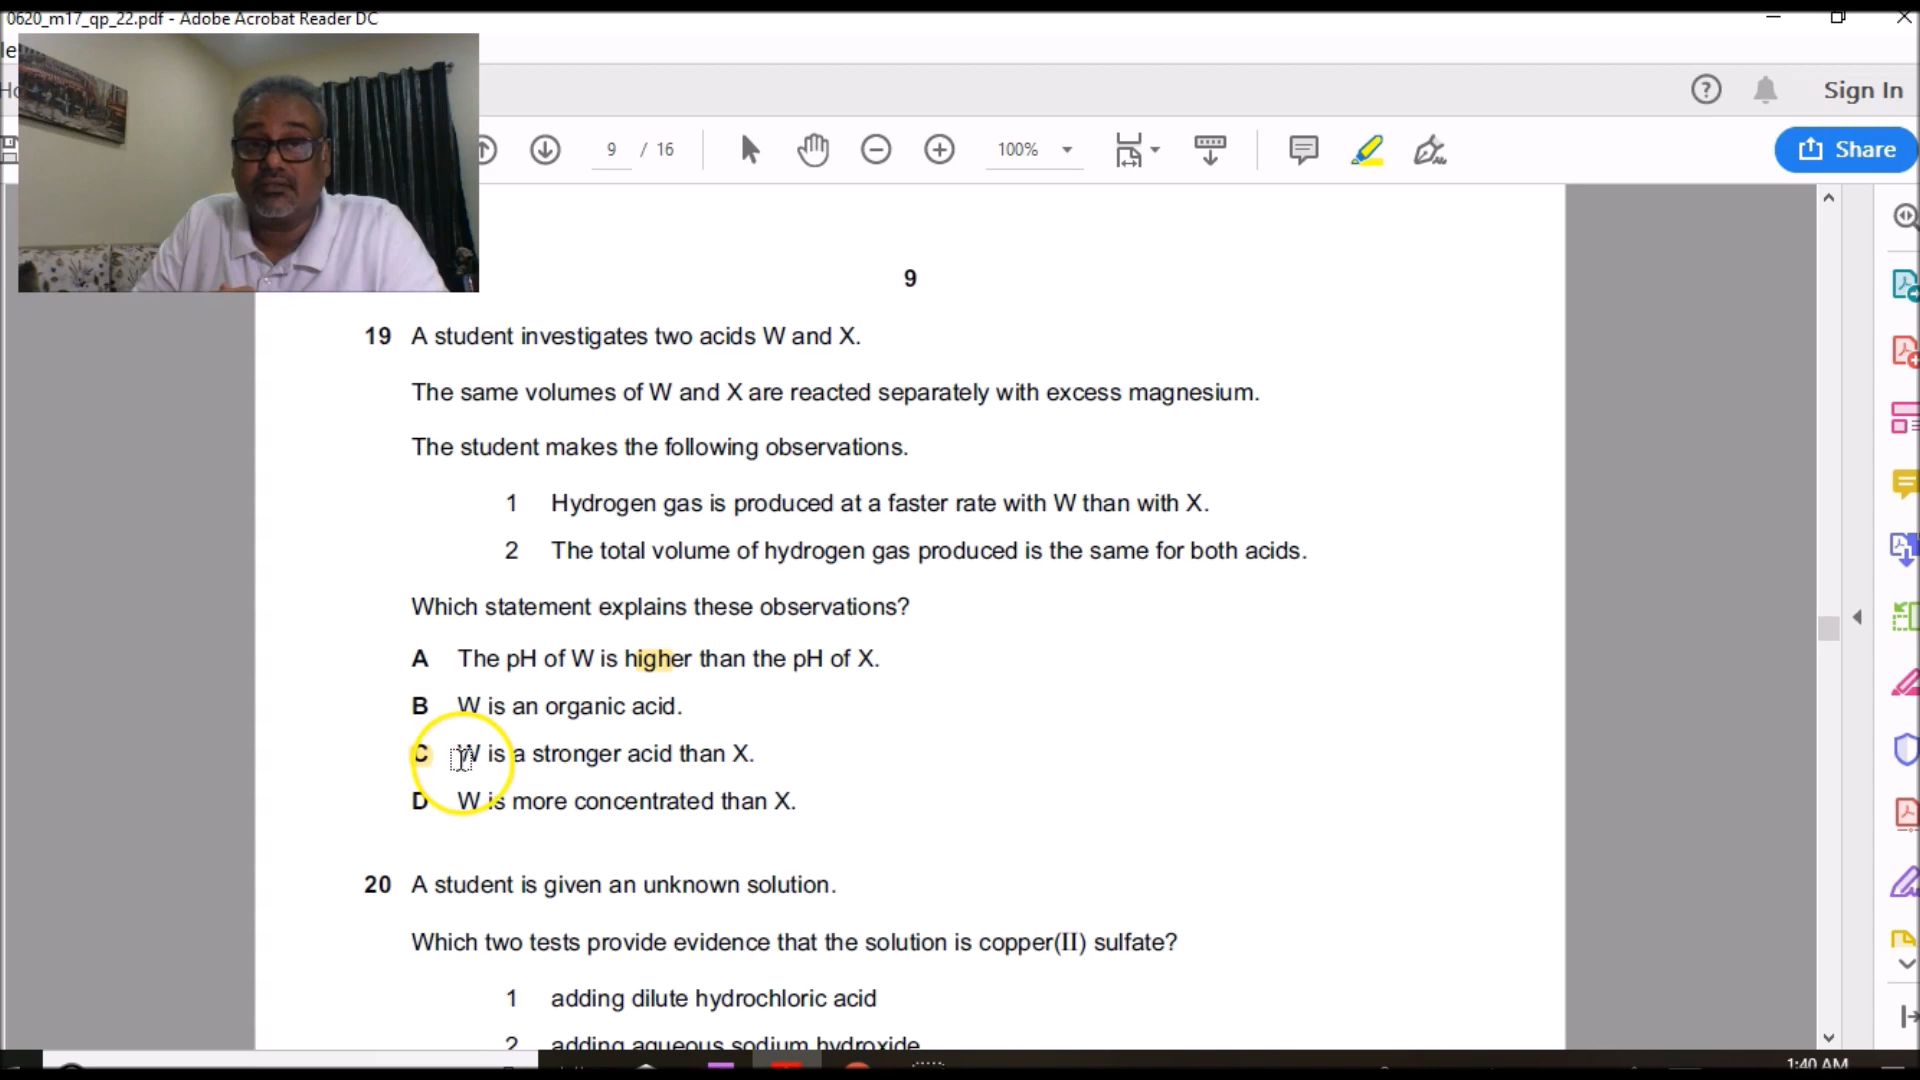 0620_m17_qp_22.pdf - Adobe Acrobat Reader DC
Sign In
9 / 16
100%
Share
9
19 A student investigates two acids W and X.
The same volumes of W and X are reacted separately with excess magnesium.
The student makes the following observations.
1 Hydrogen gas is produced at a faster rate with W than with X.
2 The total volume of hydrogen gas produced is the same for both acids.
Which statement explains these observations?
A The pH of W is higher than the pH of X.
B W is an organic acid.
C W is a stronger acid than X.
D W is more concentrated than X.
20 A student is given an unknown solution.
Which two tests provide evidence that the solution is copper(II) sulfate?
1 adding dilute hydrochloric acid
2 adding aqueous sodium hydroxide
1:40 AM